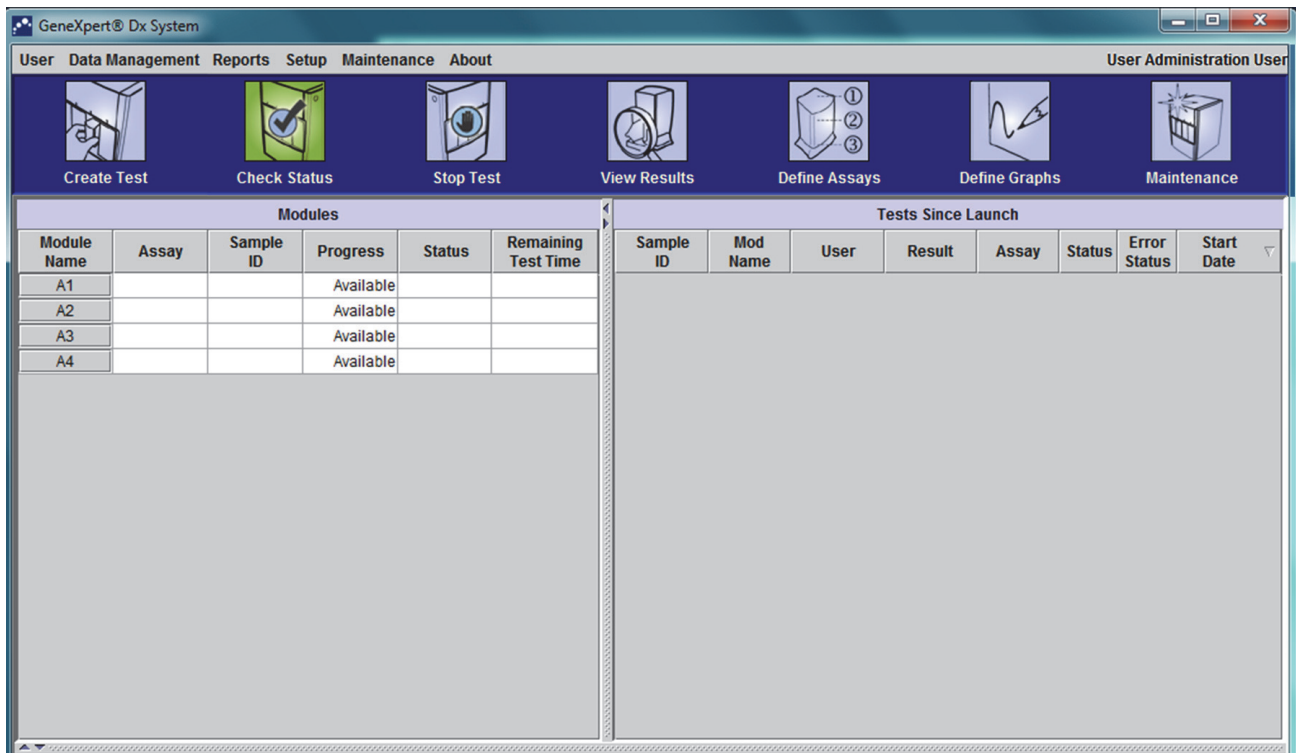 GeneXpert® Dx System
User Data Management Reports Setup Maintenance About User Administration User
① 
②
③
Create Test Check Status Stop Test View Results Define Assays Define Graphs Maintenance
Modules
Module Name Assay Sample ID Progress Status Remaining Test Time
A1 Available
A2 Available
A3 Available
A4 Available
Tests Since Launch
Sample ID Mod Name User Result Assay Status Error Status Start Date